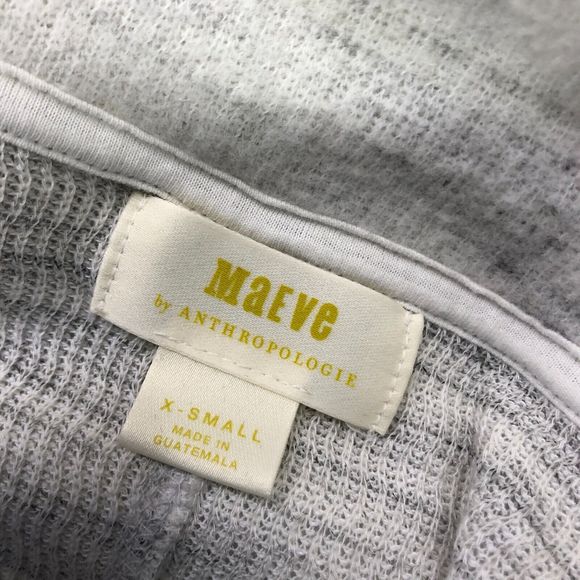 MaEve
by ANTHROPOLOGIE
X-SMALL
MADE IN
GUATEMALA